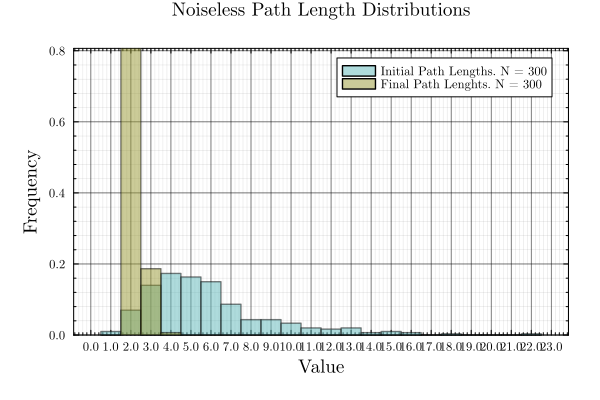 Noiseless Path Length Distributions
Initial Path Lengths. N = 300
Final Path Lenghts. N = 300
Frequency
0.8
0.6
0.4
0.2
0.0
0.0 1.0 2.0 3.0 4.0 5.0 6.0 7.0 8.0 9.0 10.0 11.0 12.0 13.0 14.0 15.0 16.0 17.0 18.0 19.0 20.0 21.0 22.0 23.0
Value